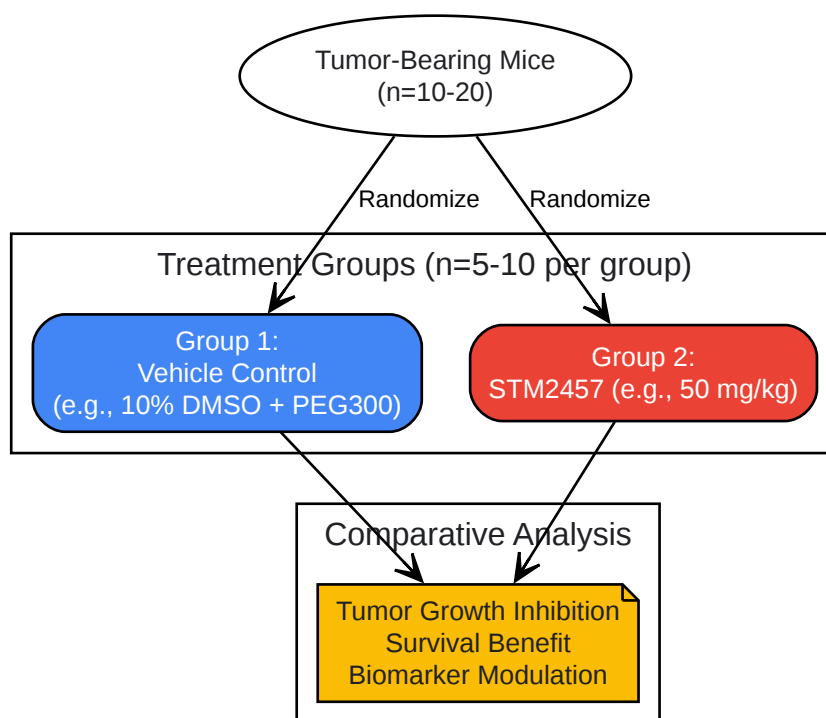 Tumor-Bearing Mice
(n=10-20)
Randomize
Randomize
Treatment Groups (n=5-10 per group)
Group 1:
Vehicle Control
(e.g., 10% DMSO + PEG300)
Group 2:
STM2457 (e.g., 50 mg/kg)
Comparative Analysis
Tumor Growth Inhibition
Survival Benefit
Biomarker Modulation